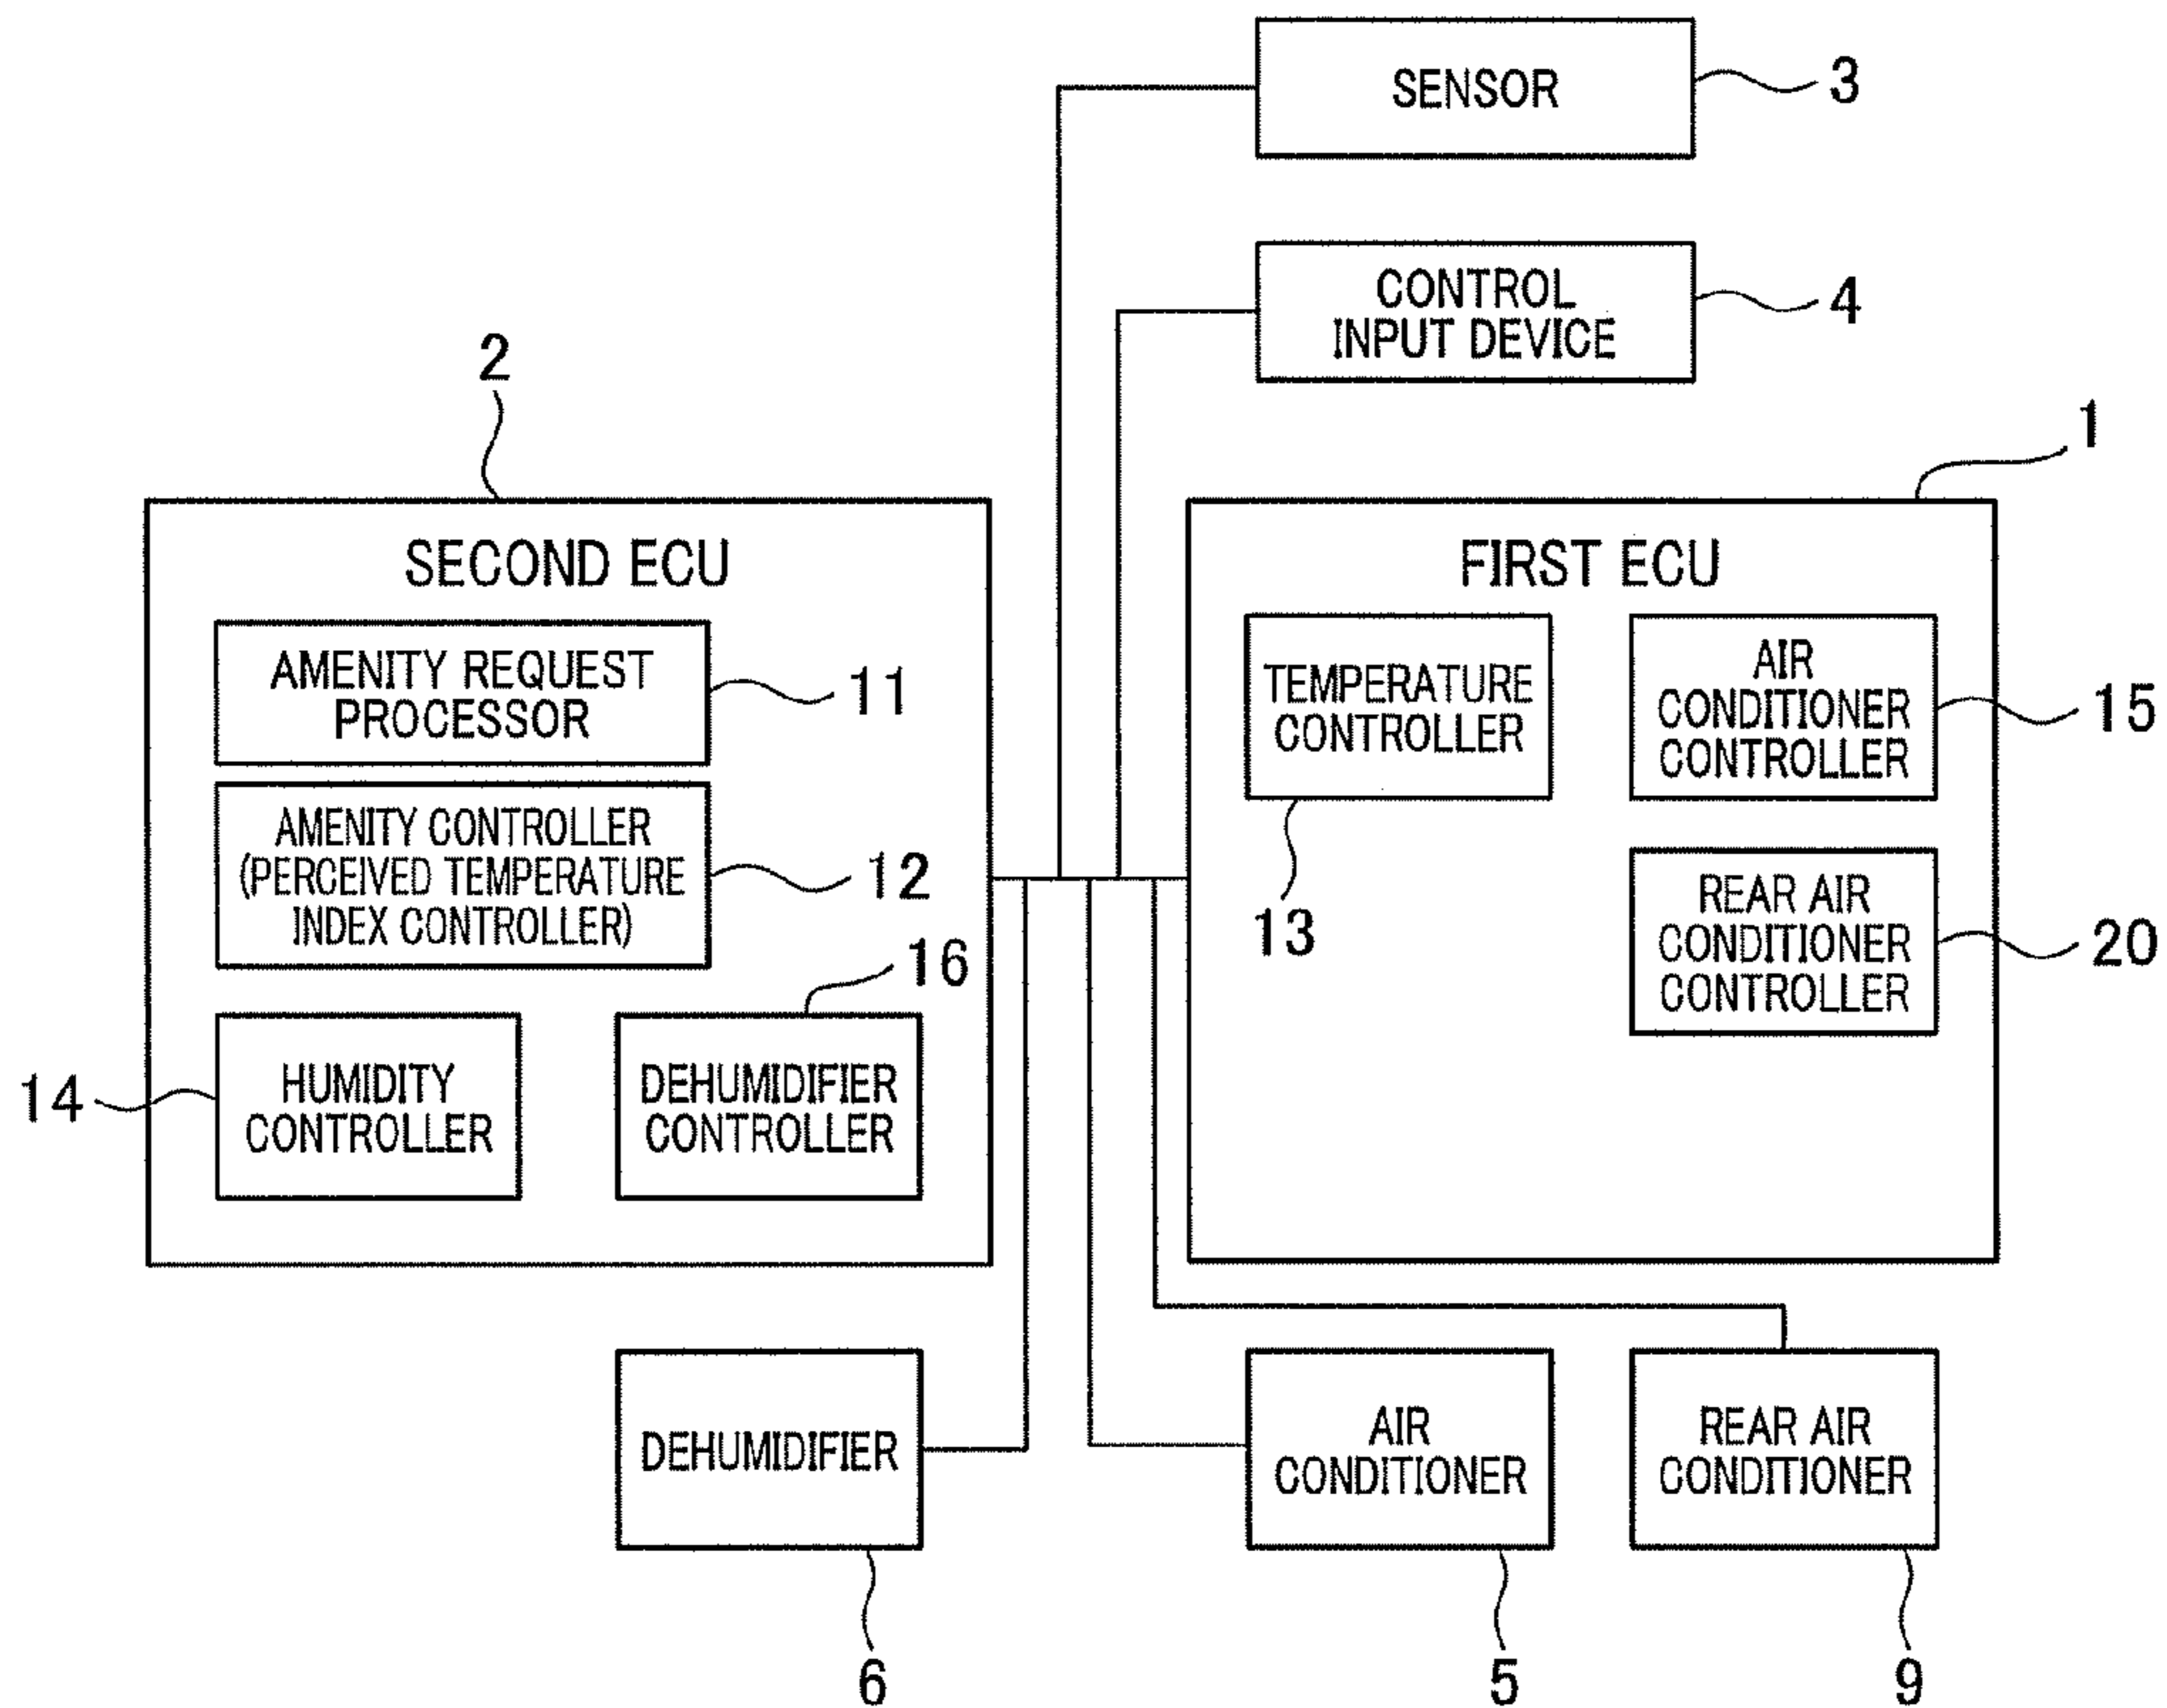 SENSOR
3
CONTROL
INPUT DEVICE
4
2
1
SECOND ECU
AMENITY REQUEST
PROCESSOR
11
AMENITY CONTROLLER
(PERCEIVED TEMPERATURE
INDEX CONTROLLER)
12
16
14
HUMIDITY
CONTROLLER
DEHUMIDIFIER
CONTROLLER
FIRST ECU
TEMPERATURE
CONTROLLER
13
AIR
CONDITIONER
CONTROLLER
15
REAR AIR
CONDITIONER
CONTROLLER
20
DEHUMIDIFIER
6
AIR
CONDITIONER
5
REAR AIR
CONDITIONER
9